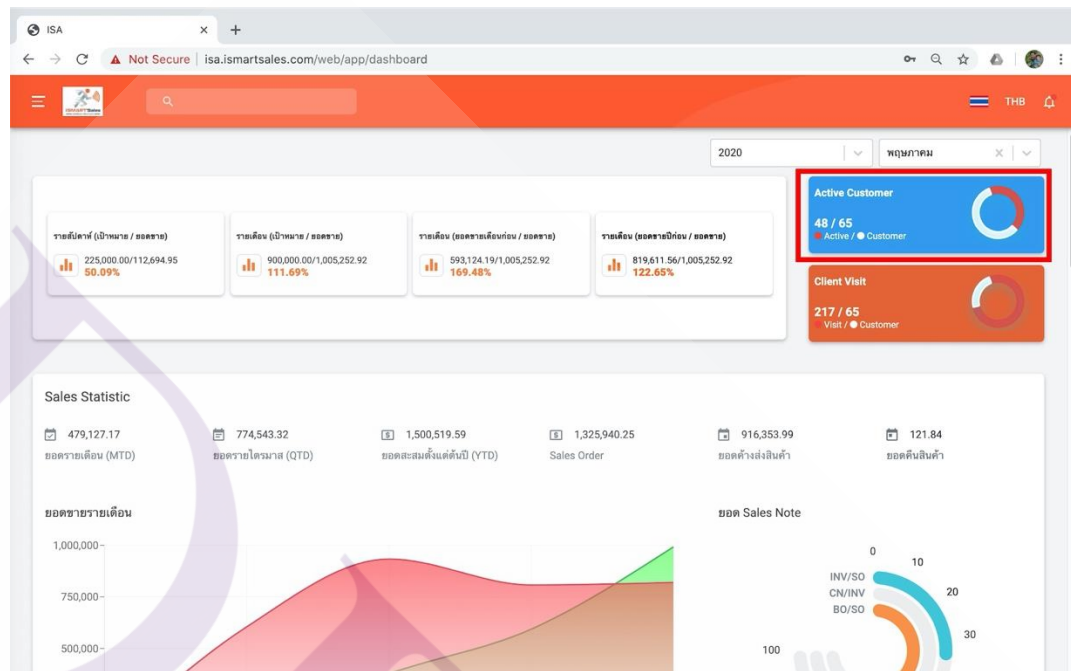 ISA
Not Secure | isa.ismartsales.com/web/app/dashboard
THB
2020
พฤษภาคม
Active Customer
48 / 65
Active / Customer
รายสัปดาห์ (เป้าหมาย / ยอดขาย)
225,000.00/112,694.95
50.09%
รายเดือน (เป้าหมาย / ยอดขาย)
900,000.00/1,005,252.92
111.69%
รายเดือน (ยอดขายเดือนก่อน / ยอดขาย)
593,124.19/1,005,252.92
169.48%
รายเดือน (ยอดขายปีก่อน / ยอดขาย)
819,611.56/1,005,252.92
122.65%
Client Visit
217 / 65
Visit / Customer
Sales Statistic
479,127.17
ยอดรายเดือน (MTD)
774,543.32
ยอดรายไตรมาส (QTD)
1,500,519.59
ยอดสะสมตั้งแต่ต้นปี (YTD)
1,325,940.25
Sales Order
916,353.99
ยอดค้างส่งสินค้า
121.84
ยอดคืนสินค้า
ยอดขายรายเดือน
1,000,000
750,000
500,000
ยอด Sales Note
0
10
20
30
100
INV/SO
CN/INV
BO/SO